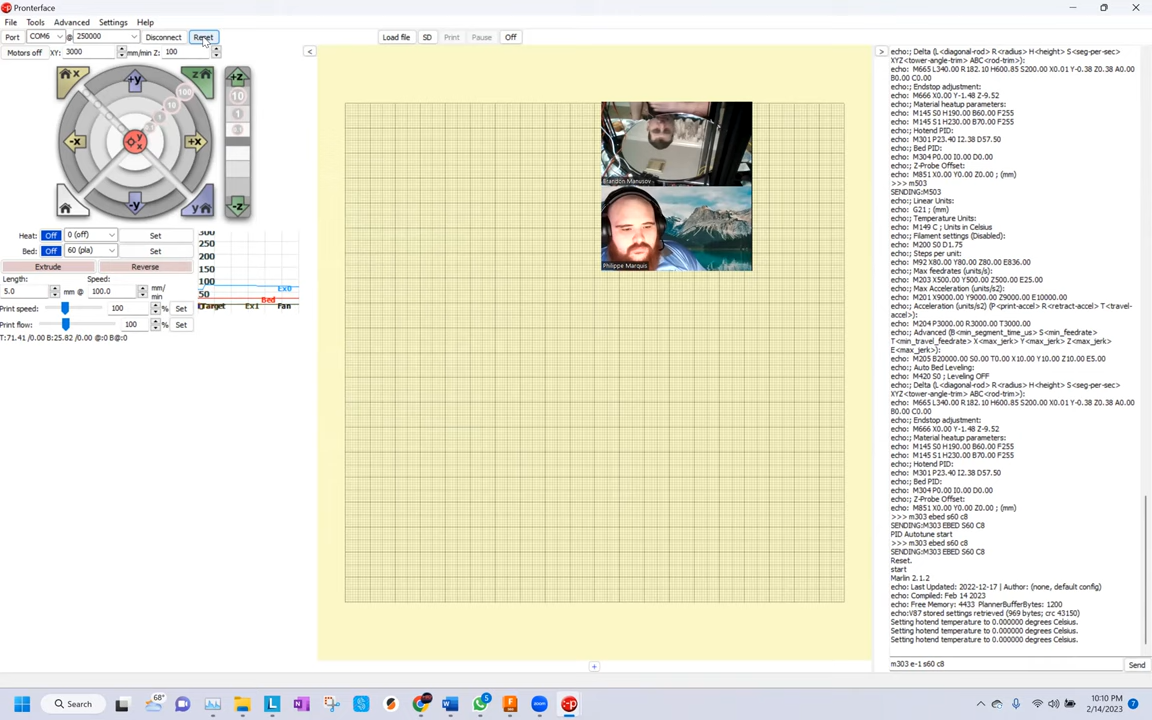 Pronterface
File Tools Advanced Settings Help
Port COM6 @ 250000 Disconnect Reset
Load file SD Print Pause Off
Motors off XY: 3000 mm/min Z: 100
< >
x z
+y +z
100
10
1
-x y x +x
-y y -z
10
1
Heat: Off 0 (off) Set
Bed: Off 60 (pla) Set
Extrude Reverse
Length: Speed:
5.0 mm @ 100.0 mm/
min
Print speed: 100 % Set
Print flow: 100 % Set
T:71.41 /0.00 B:25.82 /0.00 @:0 B@:0
300
250
200
150
100
50
Ex0
Bed
Target Ex1 Fan
Brandon Manusov
Philippe Marquis
echo:; Delta (L<diagonal-rod> R<radius> H<height> S<seg-per-sec>
XYZ<tower-angle-trim> ABC<rod-trim>):
echo:  M665 L340.00 R182.10 H600.85 S200.00 X0.01 Y-0.38 Z0.38 A0.00
B0.00 C0.00
echo:; Endstop adjustment:
echo:  M666 X0.00 Y-1.48 Z-9.52
echo:; Material heatup parameters:
echo:  M145 S0 H190.00 B60.00 F255
echo:  M145 S1 H230.00 B70.00 F255
echo:; Hotend PID:
echo:  M301 P23.40 I2.38 D57.50
echo:; Bed PID:
echo:  M304 P0.00 I0.00 D0.00
echo:; Z-Probe Offset:
echo:  M851 X0.00 Y0.00 Z0.00 ; (mm)
>>> m503
SENDING:M503
echo:; Linear Units:
echo:  G21 ; (mm)
echo:; Temperature Units:
echo:  M149 C ; Units in Celsius
echo:; Filament settings (Disabled):
echo:  M200 S0 D1.75
echo:; Steps per unit:
echo:  M92 X80.00 Y80.00 Z80.00 E836.00
echo:; Max feedrates (units/s):
echo:  M203 X500.00 Y500.00 Z500.00 E25.00
echo:; Max Acceleration (units/s2):
echo:  M201 X9000.00 Y9000.00 Z9000.00 E10000.00
echo:; Acceleration (units/s2) (P<print-accel> R<retract-accel> T<travel-
accel>):
echo:  M204 P3000.00 R3000.00 T3000.00
echo:; Advanced (B<min_segment_time_us> S<min_feedrate>
T<min_travel_feedrate> X<max_jerk> Y<max_jerk> Z<max_jerk>
E<max_jerk>):
echo:  M205 B20000.00 S0.00 T0.00 X10.00 Y10.00 Z10.00 E5.00
echo:; Auto Bed Leveling:
echo:  M420 S0 ; Leveling OFF
echo:; Delta (L<diagonal-rod> R<radius> H<height> S<seg-per-sec>
XYZ<tower-angle-trim> ABC<rod-trim>):
echo:  M665 L340.00 R182.10 H600.85 S200.00 X0.01 Y-0.38 Z0.38 A0.00
B0.00 C0.00
echo:; Endstop adjustment:
echo:  M666 X0.00 Y-1.48 Z-9.52
echo:; Material heatup parameters:
echo:  M145 S0 H190.00 B60.00 F255
echo:  M145 S1 H230.00 B70.00 F255
echo:; Hotend PID:
echo:  M301 P23.40 I2.38 D57.50
echo:; Bed PID:
echo:  M304 P0.00 I0.00 D0.00
echo:; Z-Probe Offset:
echo:  M851 X0.00 Y0.00 Z0.00 ; (mm)
>>> m303 ebed s60 c8
SENDING:M303 EBED S60 C8
PID Autotune start
>>> m303 ebed s60 c8
SENDING:M303 EBED S60 C8
Reset.
start
Marlin 2.1.2
echo: Last Updated: 2022-12-17 | Author: (none, default config)
echo: Compiled: Feb 14 2023
echo: Free Memory: 4433  PlannerBufferBytes: 1200
echo:V87 stored settings retrieved (969 bytes; crc 43150)
Setting hotend temperature to 0.000000 degrees Celsius.
Setting hotend temperature to 0.000000 degrees Celsius.
Setting hotend temperature to 0.000000 degrees Celsius.
m303 e-1 s60 c8 Send
68°
Search
5
10:10 PM
2/14/2023